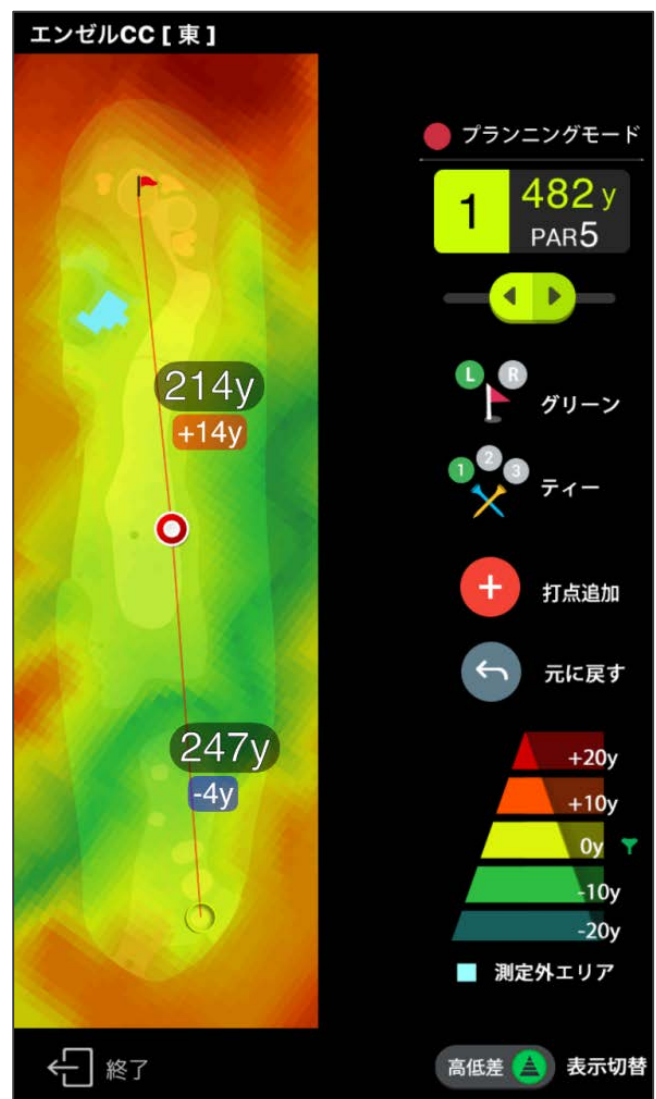 エンゼルCC [ 東 ]
プランニングモード
1
482 y
PAR5
L R
グリーン
1 2 3
ティー
214y
+14y
打点追加
元に戻す
247y
-4y
+20y
+10y
0y
-10y
-20y
測定外エリア
終了
高低差
表示切替